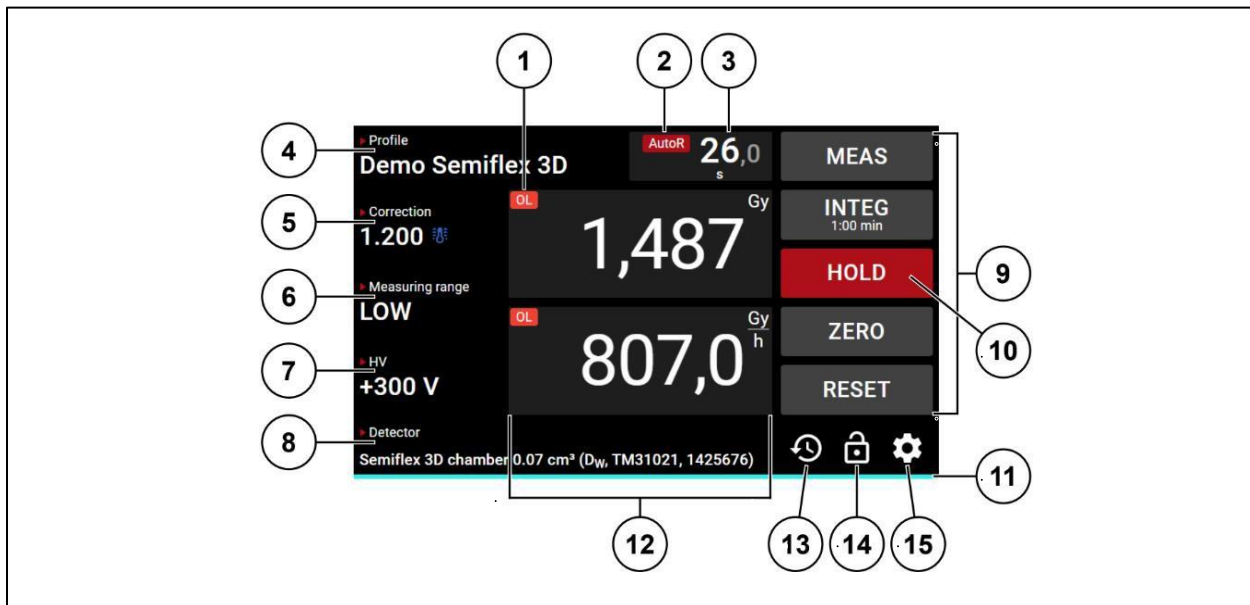 1
2
3
4
5
6
7
8
Profile
Demo Semiflex 3D
AutoR
26,0
s
Correction
1.200
OL
1,487
Gy
Measuring range
LOW
OL
807,0
Gy
h
HV
+300 V
Detector
Semiflex 3D chamber 0.07 cm³ (DW, TM31021, 1425676)
MEAS
INTEG
1:00 min
HOLD
ZERO
RESET
9
10
11
12
13
14
15